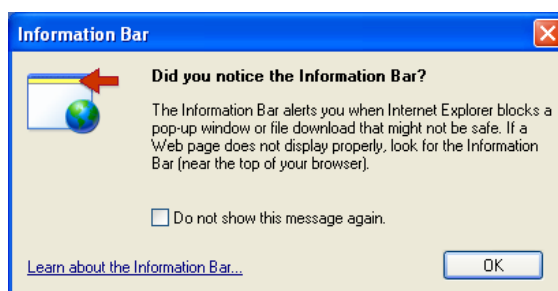 Information Bar
Did you notice the Information Bar?
The Information Bar alerts you when Internet Explorer blocks a
pop-up window or file download that might not be safe. If a
Web page does not display properly, look for the Information
Bar (near the top of your browser).
Do not show this message again.
Learn about the Information Bar...
OK